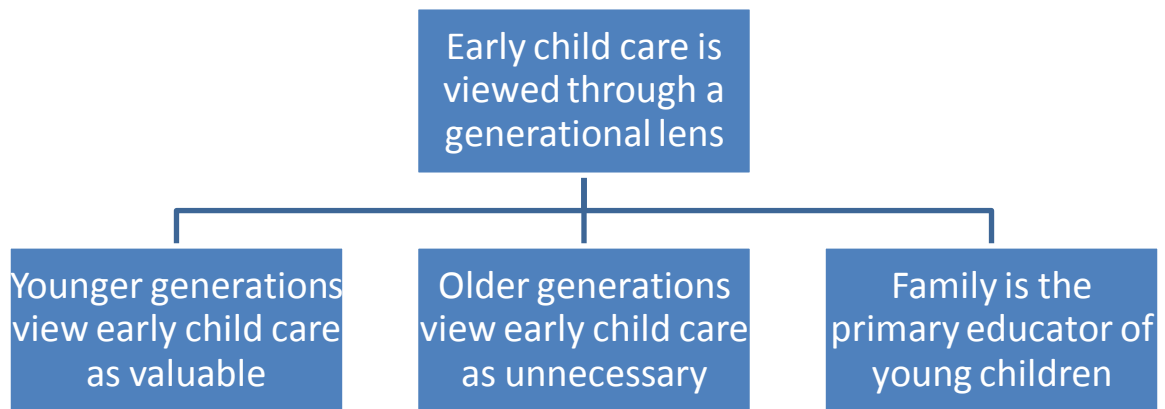 Early child care is
viewed through a
generational lens
Younger generations
view early child care
as valuable
Older generations
view early child care
as unnecessary
Family is the
primary educator of
young children